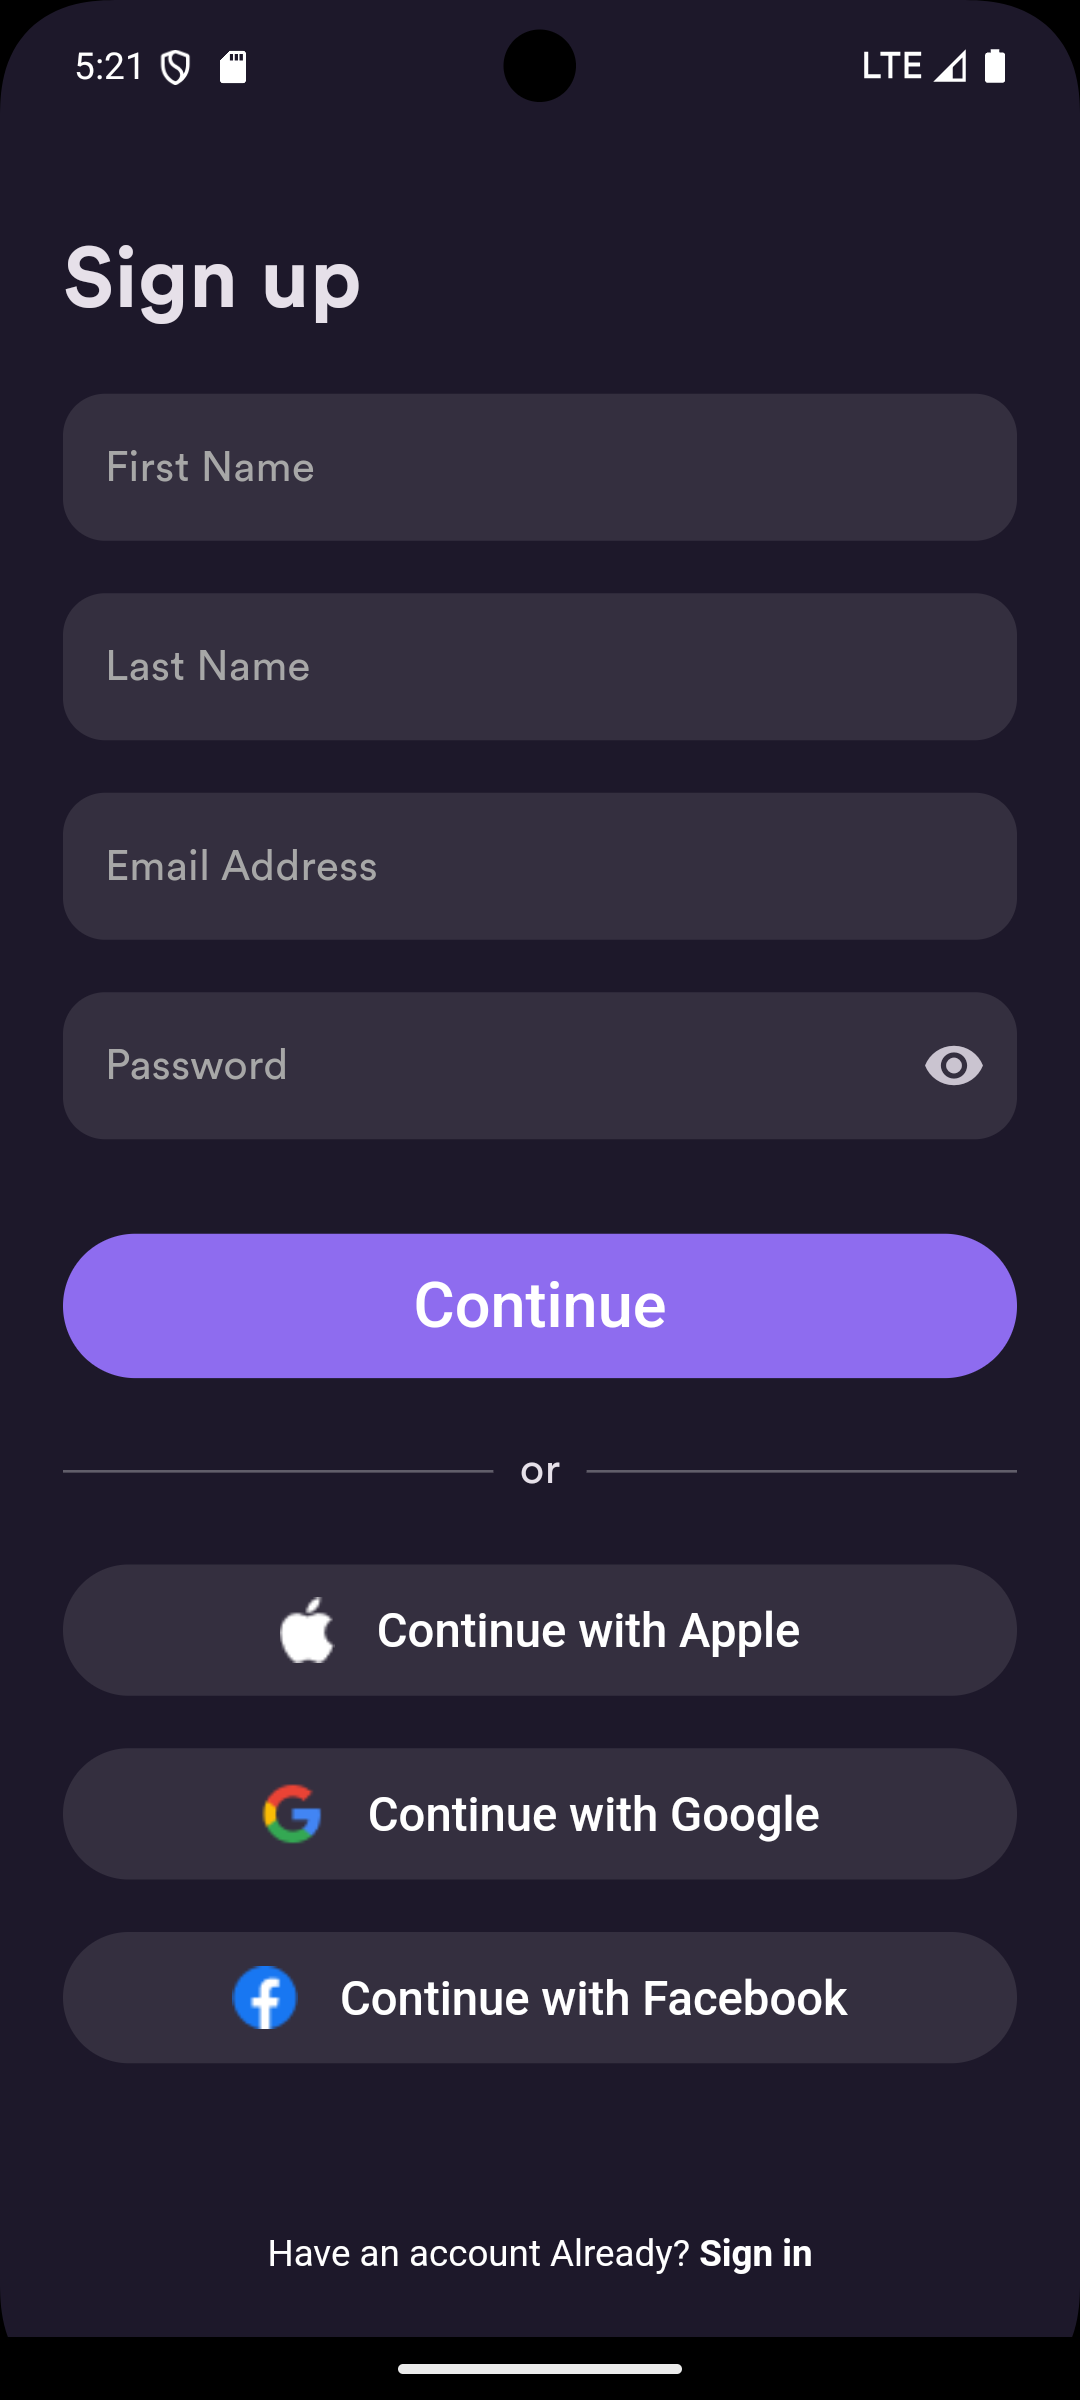 5:21
LTE
Sign up
First Name
Last Name
Email Address
Password
Continue
or
Continue with Apple
Continue with Google
Continue with Facebook
Have an account Already? Sign in